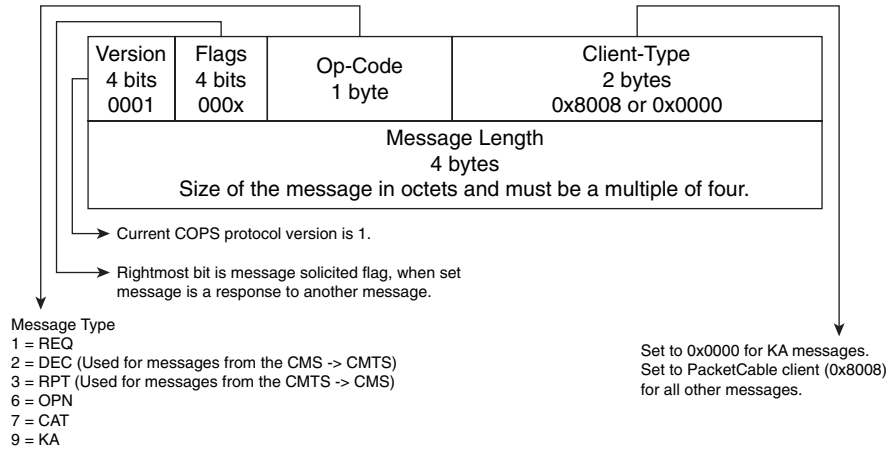 Version
4 bits
0001
Flags
4 bits
000x
Op-Code
1 byte
Client-Type
2 bytes
0x8008 or 0x0000
Message Length
4 bytes
Size of the message in octets and must be a multiple of four.
Current COPS protocol version is 1.
Rightmost bit is message solicited flag, when set
message is a response to another message.
Message Type
1 = REQ
2 = DEC (Used for messages from the CMS -> CMTS)
3 = RPT (Used for messages from the CMTS -> CMS)
6 = OPN
7 = CAT
9 = KA
Set to 0x0000 for KA messages.
Set to PacketCable client (0x8008)
for all other messages.